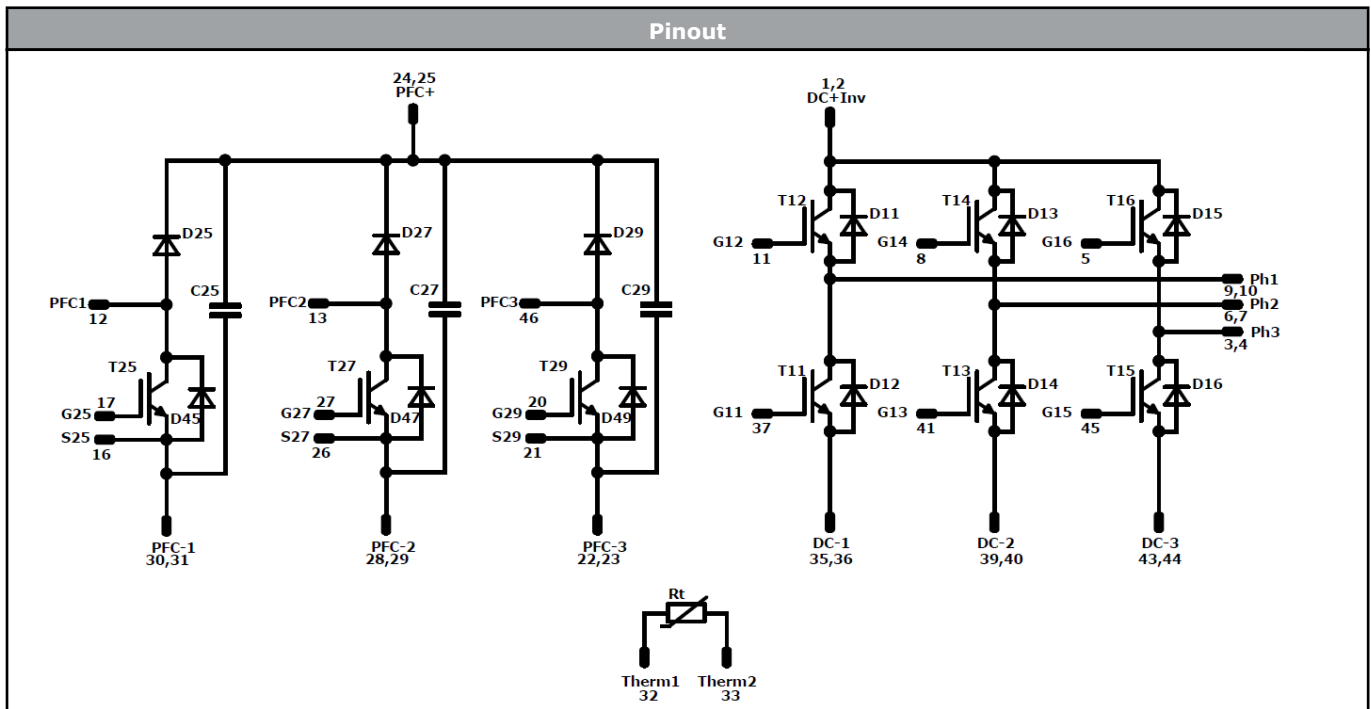 Pinout
24,25
PFC+
1,2
DC+Inv
T12
D11
T14
D13
T16
D15
G12
11
G14
8
G16
5
D25
D27
D29
C25
C27
C29
PFC1
12
PFC2
13
PFC3
46
Ph1
9,10
Ph2
6,7
Ph3
3,4
T25
T27
T29
T11
D12
T13
D14
T15
D16
G25
17
D45
G27
27
D47
G29
20
D49
G11
37
G13
41
G15
45
S25
16
S27
26
S29
21
PFC-1
30,31
PFC-2
28,29
PFC-3
22,23
DC-1
35,36
DC-2
39,40
DC-3
43,44
Rt
Therm1
32
Therm2
33